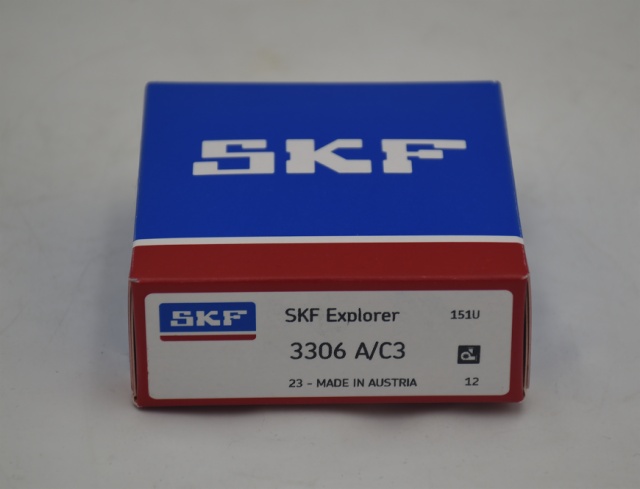 SKF
SKF
SKF Explorer
151U
3306 A/C3
23 - MADE IN AUSTRIA
12